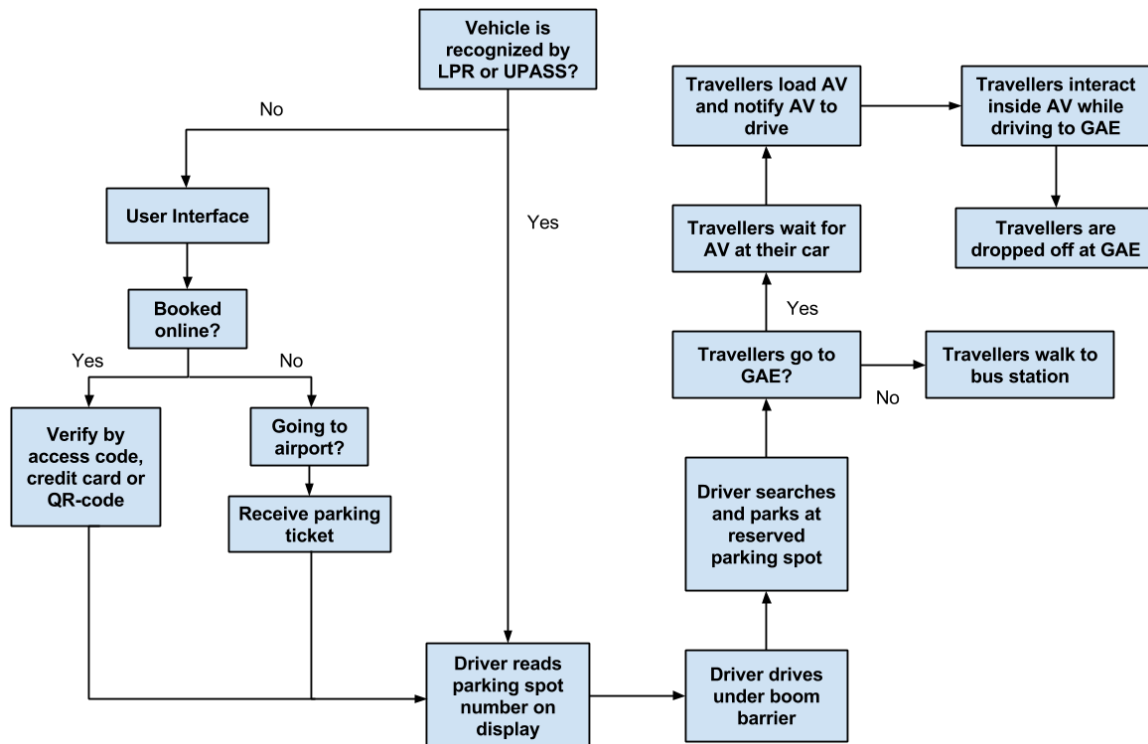 Vehicle is
recognized by
LPR or UPASS?
No
Yes
User Interface
Booked
online?
Yes
No
Verify by
access code,
credit card or
QR-code
Going to
airport?
Receive parking
ticket
Driver reads
parking spot
number on
display
Driver drives
under boom
barrier
Driver searches
and parks at
reserved
parking spot
Travellers go to
GAE?
No
Travellers walk to
bus station
Yes
Travellers wait for
AV at their car
Travellers load AV
and notify AV to
drive
Travellers interact
inside AV while
driving to GAE
Travellers are
dropped off at GAE